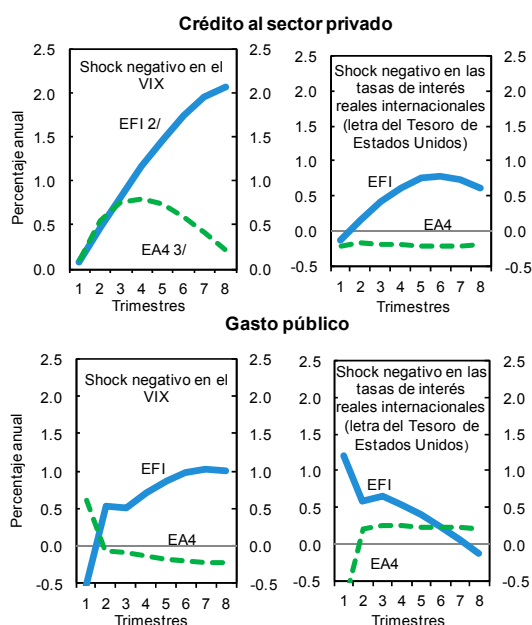 Crédito al sector privado
2.5
2.0
1.5
1.0
0.5
0.0
Porcentaje anual
Shock negativo en el
VIX
EFI 2/
EA4 3/
2.5
2.0
1.5
1.0
0.5
0.0
1 2 3 4 5 6 7 8
Trimestres
2.5
2.0
1.5
1.0
0.5
0.0
-0.5
Shock negativo en las
tasas de interés
reales internacionales
(letra del Tesoro de
Estados Unidos)
EFI
EA4
2.5
2.0
1.5
1.0
0.5
0.0
-0.5
1 2 3 4 5 6 7 8
Trimestres
Gasto público
2.5
2.0
1.5
1.0
0.5
0.0
-0.5
Porcentaje anual
Shock negativo en el
VIX
EFI
EA4
2.5
2.0
1.5
1.0
0.5
0.0
-0.5
1 2 3 4 5 6 7 8
Trimestres
2.5
2.0
1.5
1.0
0.5
0.0
-0.5
Shock negativo en las
tasas de interés
reales internacionales
(letra del Tesoro de
Estados Unidos)
EFI
EA4
2.5
2.0
1.5
1.0
0.5
0.0
-0.5
1 2 3 4 5 6 7 8
Trimestres